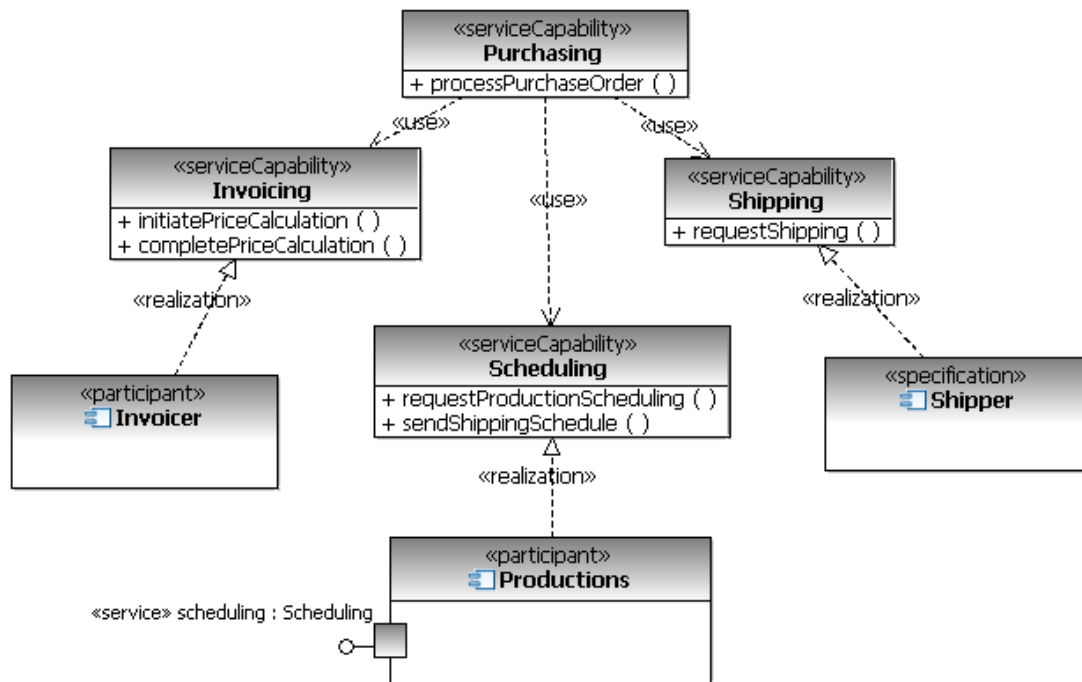 «serviceCapability»
Purchasing
+ processPurchaseOrder ( )
«use»
«use»
«use»
«serviceCapability»
Invoicing
+ initiatePriceCalculation ( )
+ completePriceCalculation ( )
«serviceCapability»
Shipping
+ requestShipping ( )
«realization»
«realization»
«serviceCapability»
Scheduling
+ requestProductionScheduling ( )
+ sendShippingSchedule ( )
«participant»
Invoicer
«specification»
Shipper
«realization»
«participant»
Productions
«service» scheduling : Scheduling